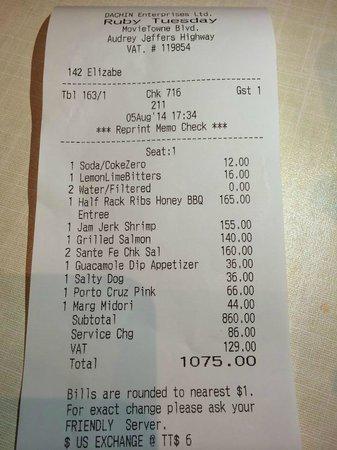 DACHIN Enterprises Ltd.
Ruby Tuesday
MovieTowne Blvd.
Audrey Jeffers Highway
VAT. # 119854
142 Elizabe
Tbl 163/1 Chk 716 Gst 1
211
05Aug'14 17:34
*** Reprint Memo Check ***
Seat:1
1 Soda/CokeZero 12.00
1 LemonLimeBitters 16.00
2 Water/Filtered 0.00
1 Half Rack Ribs Honey BBQ 165.00
Entree
1 Jam Jerk Shrimp 155.00
1 Grilled Salmon 140.00
2 Sante Fe Chk Sal 160.00
1 Guacamole Dip Appetizer 36.00
1 Salty Dog 36.00
1 Porto Cruz Pink 66.00
1 Marg Midori 44.00
Subtotal 860.00
Service Chg 86.00
VAT 129.00
Total 1075.00
Bills are rounded to nearest $1.
For exact change please ask your
FRIENDLY Server.
$ US EXCHANGE @ TT$ 6